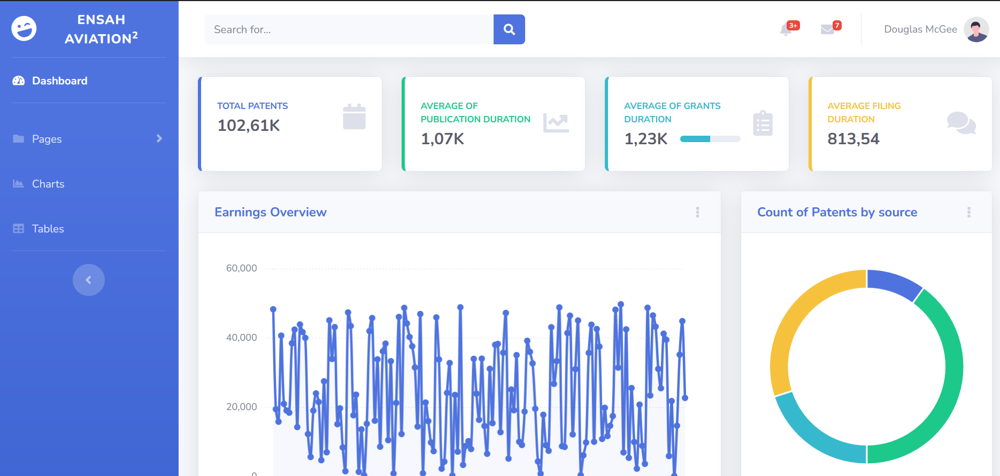 ENSAH
AVIATION2
Search for...
3+
7
Douglas McGee
Dashboard
Pages
Charts
Tables
TOTAL PATENTS
102,61K
AVERAGE OF
PUBLICATION DURATION
1,07K
AVERAGE OF GRANTS
DURATION
1,23K
AVERAGE FILING
DURATION
813,54
Earnings Overview
60,000
40,000
20,000
0
Count of Patents by source